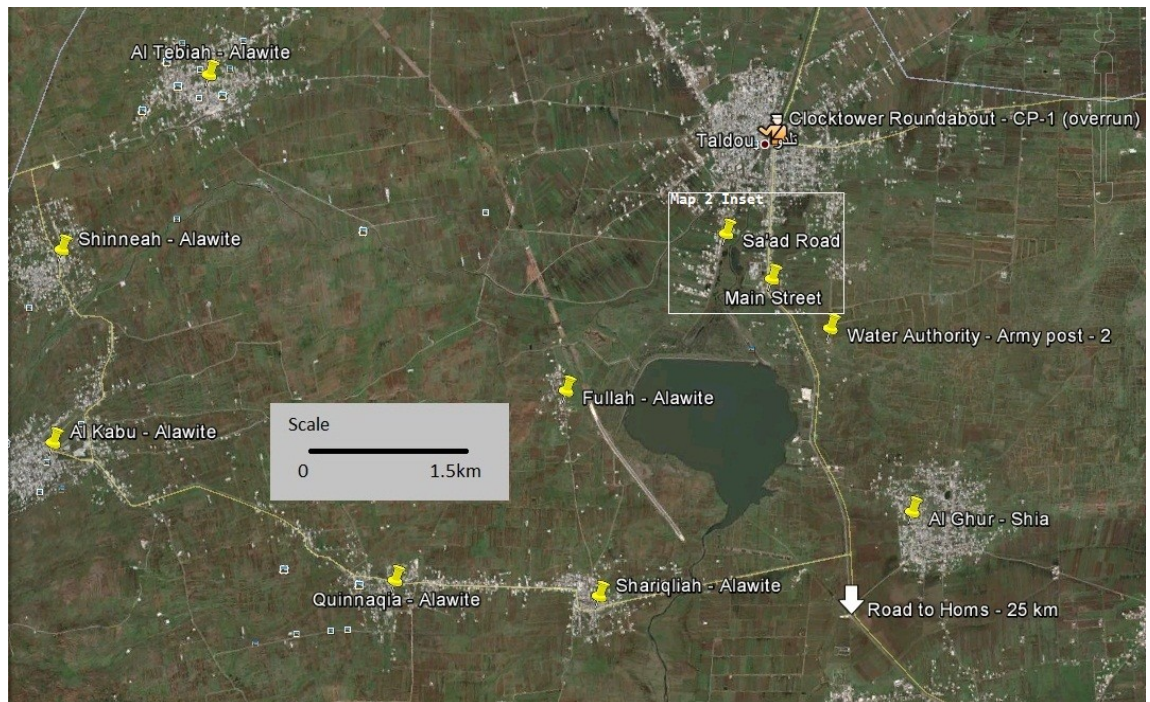 Al Tebiah - Alawite
Clocktower Roundabout - CP-1 (overrun)
Taldou تلدو
Map 2 Inset
Shinneah - Alawite
Sa'ad Road
Main Street
Water Authority - Army post - 2
Fullah - Alawite
Scale
0 1.5km
Al Kabu - Alawite
Al Ghur - Shia
Quinnaqia - Alawite
Shariqliah - Alawite
Road to Homs - 25 km